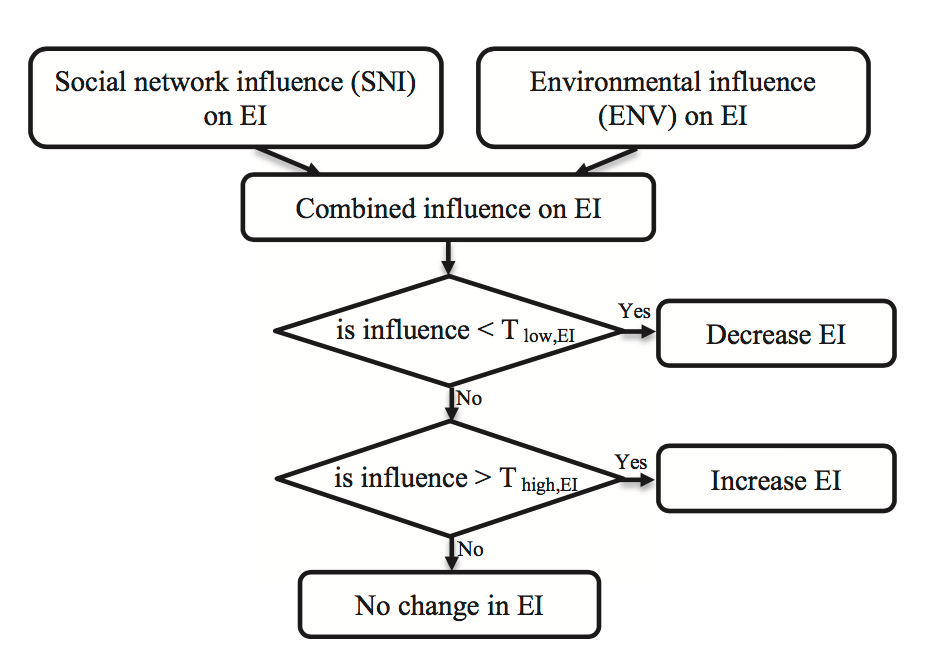 Social network influence (SNI)
on EI
Environmental influence
(ENV) on EI
Combined influence on EI
is influence < T low,EI
Yes
Decrease EI
No
is influence > T high,EI
Yes
Increase EI
No
No change in EI